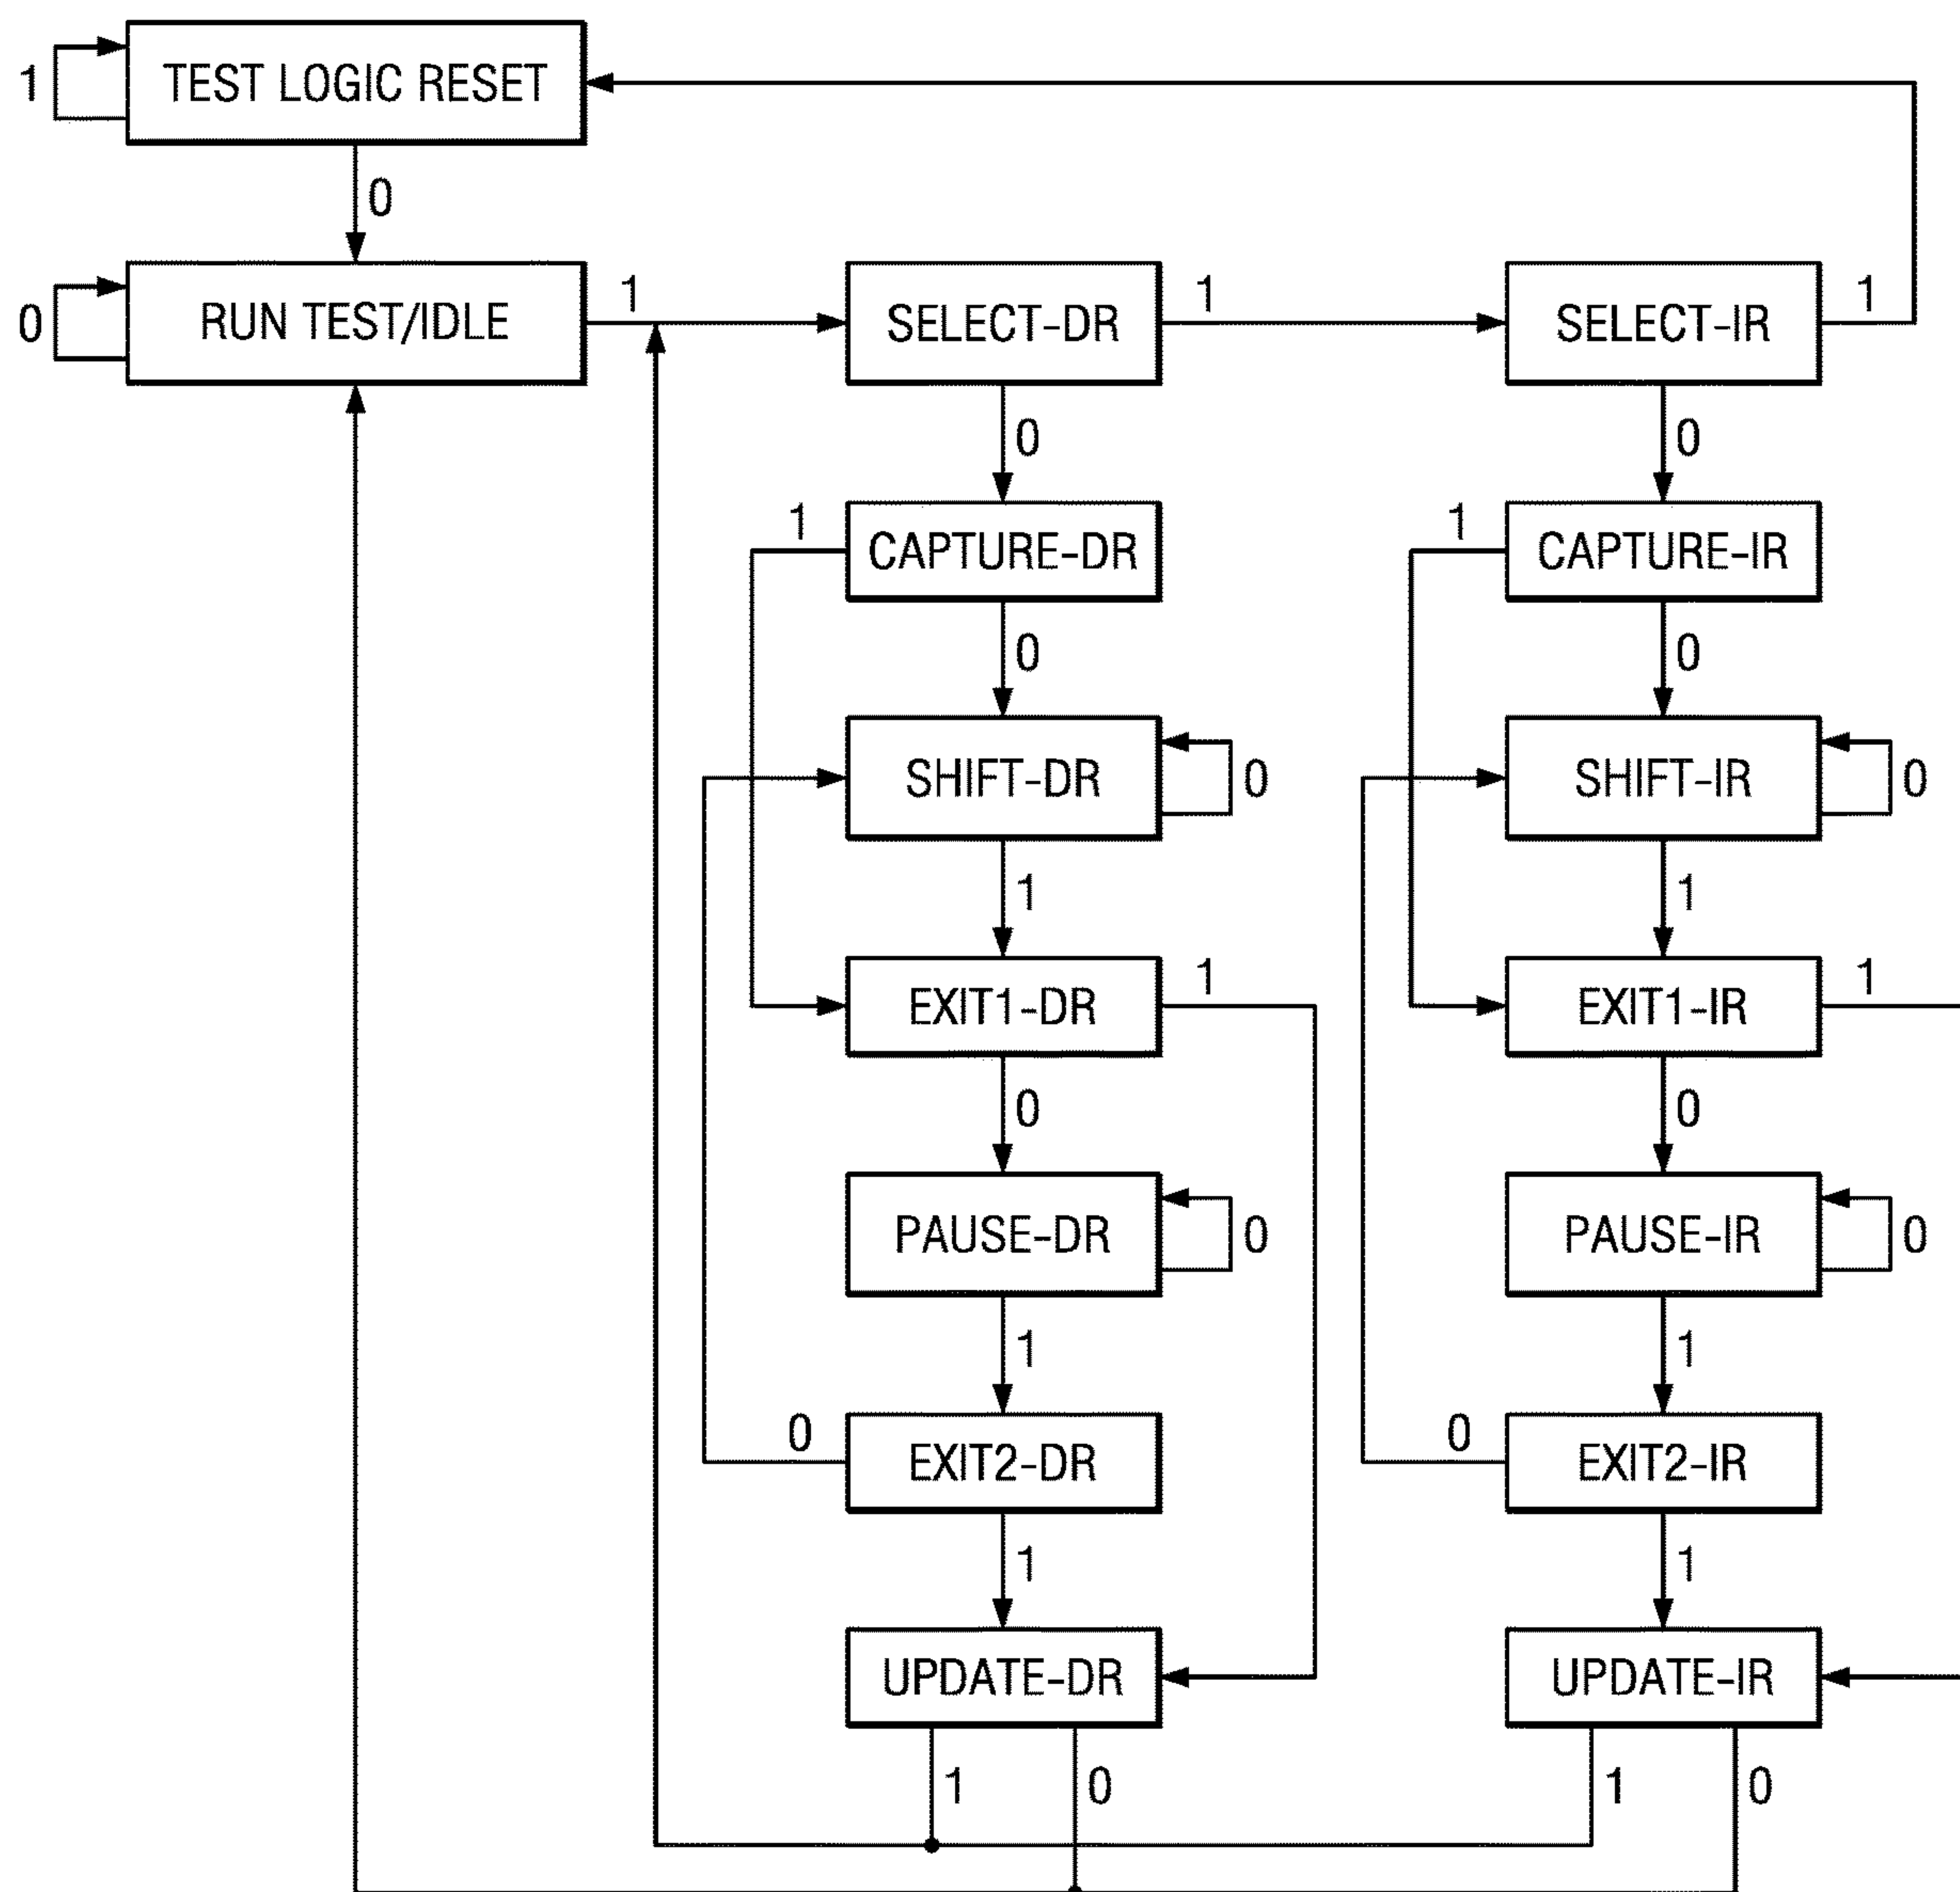 TEST LOGIC RESET
1
0
RUN TEST/IDLE
0
1
SELECT-DR
1
SELECT-IR
1
0
0
1
CAPTURE-DR
1
CAPTURE-IR
0
0
SHIFT-DR
0
SHIFT-IR
0
1
1
EXIT1-DR
1
EXIT1-IR
1
0
0
PAUSE-DR
0
PAUSE-IR
0
1
1
0
EXIT2-DR
0
EXIT2-IR
1
1
UPDATE-DR
UPDATE-IR
1
0
1
0